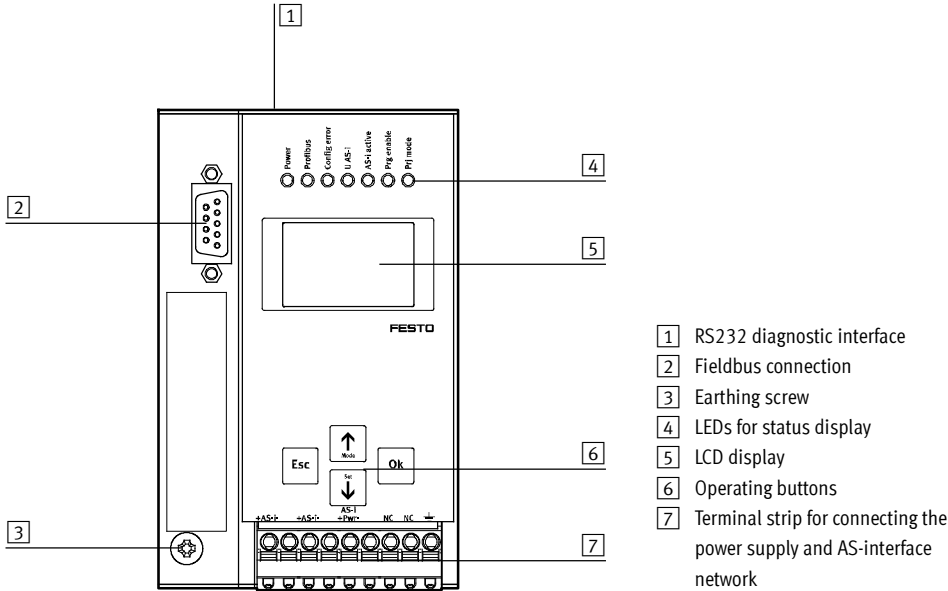 1
Power
Profibus
Config error
U AS-i
AS-i active
Prg enable
Prj mode
4
2
5
FESTO
1 RS232 diagnostic interface
2 Fieldbus connection
3 Earthing screw
4 LEDs for status display
5 LCD display
6 Operating buttons
7 Terminal strip for connecting the
power supply and AS-interface
network
Mode
Esc
Ok
6
Set
AS-i
+AS-i- +AS-i- +Pwr- NC NC
3
7